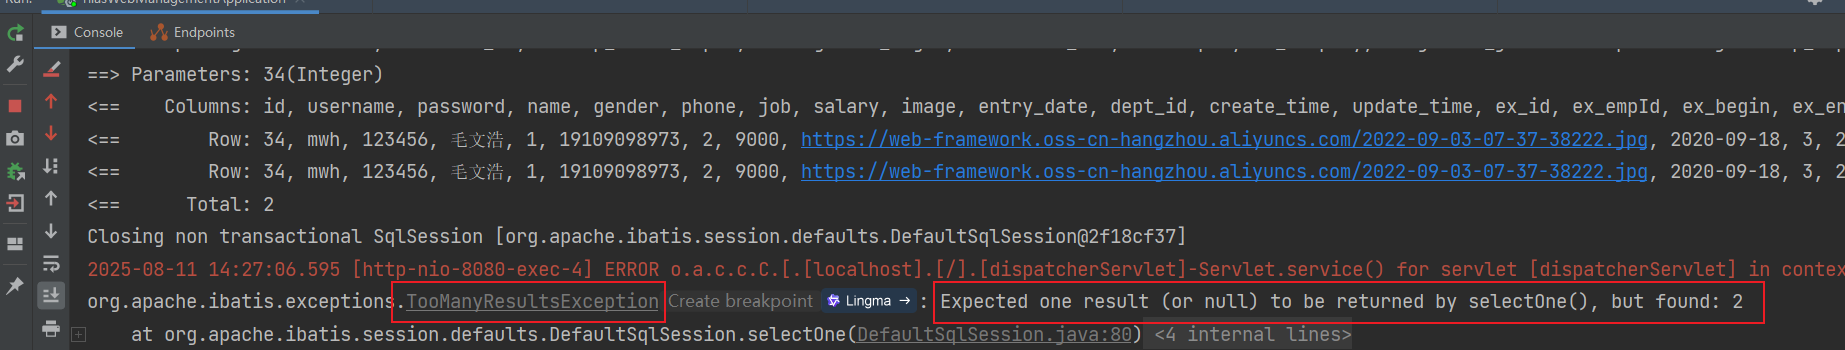 Run:
TliasWebManagementApplication
Console
Endpoints
==> Parameters: 34(Integer)
<==    Columns: id, username, password, name, gender, phone, job, salary, image, entry_date, dept_id, create_time, update_time, ex_id, ex_empId, ex_begin, ex_en
<==        Row: 34, mwh, 123456, 毛文浩, 1, 19109098973, 2, 9000, https://web-framework.oss-cn-hangzhou.aliyuncs.com/2022-09-03-07-37-38222.jpg, 2020-09-18, 3, 2
<==        Row: 34, mwh, 123456, 毛文浩, 1, 19109098973, 2, 9000, https://web-framework.oss-cn-hangzhou.aliyuncs.com/2022-09-03-07-37-38222.jpg, 2020-09-18, 3, 2
<==      Total: 2
Closing non transactional SqlSession [org.apache.ibatis.session.defaults.DefaultSqlSession@2f18cf37]
2025-08-11 14:27:06.595 [http-nio-8080-exec-4] ERROR o.a.c.c.C.[.[localhost].[/].[dispatcherServlet]-Servlet.service() for servlet [dispatcherServlet] in contex
org.apache.ibatis.exceptions.TooManyResultsException Create breakpoint Lingma → : Expected one result (or null) to be returned by selectOne(), but found: 2
at org.apache.ibatis.session.defaults.DefaultSqlSession.selectOne(DefaultSqlSession.java:80) <4 internal lines>